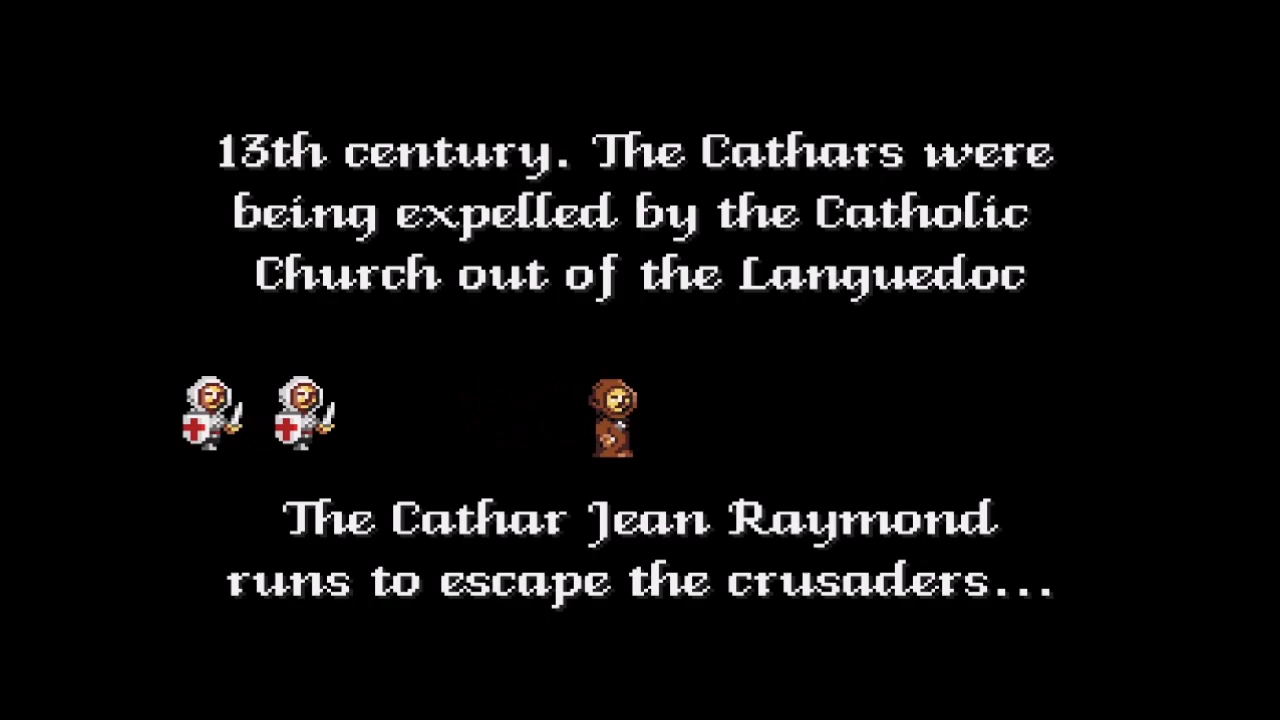 13th century. The Cathars were
being expelled by the Catholic
Church out of the Languedoc
The Cathar Jean Raymond
runs to escape the crusaders...